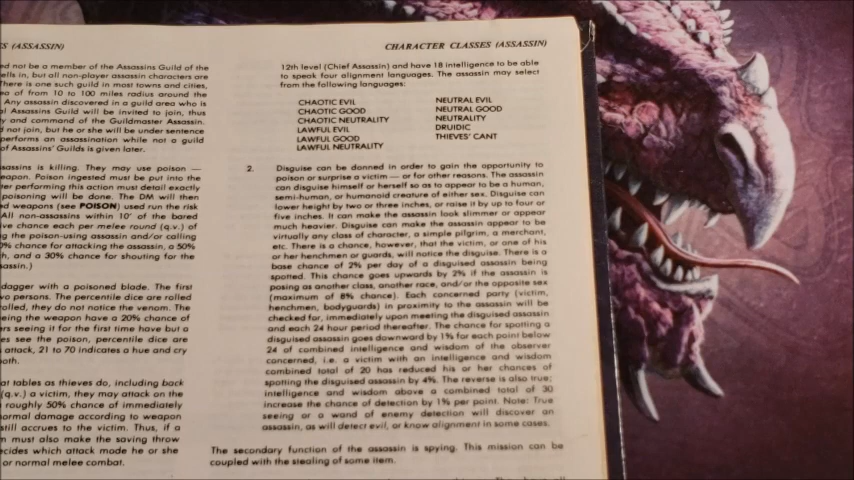 ES (ASSASSIN)
ed not be a member of the Assassins Guild of the
ells in, but all non-player assassin characters are
There is one such guild in most towns and cities,
ea of from 10 to 100 miles radius around the
Any assassin discovered in a guild area who is
al Assassins Guild will be invited to join, thus
y and command of the Guildmaster Assassin.
d not join, but he or she will be under sentence
performs an assassination while not a guild
of Assassins' Guild is given later.
sassins is killing. They may use poison —
eapon. Poison ingested must be put into the
ter performing this action must detail exactly
poisoning will be done. The DM will then
d weapons (see POISON) used run the risk
All non-assassins within 10' of the bared
ve chance each per melee round (q.v.) of
g the poison-using assassin and/or calling
0% chance for attacking the assassin, a 50%
h, and a 30% chance for shouting for the
sassin.)
dagger with a poisoned blade. The first
wo persons. The percentile dice are rolled
rolled, they do not notice the venom. The
eing the weapon have a 20% chance of
ers seeing it for the first time have but a
es see the poison, percentile dice are
attack, 21 to 70 indicates a hue and cry
oth.
at tables as thieves do, including back
(q.v.) a victim, they may attack on the
roughly 50% chance of immediately
ormal damage according to weapon
still accrues to the victim. Thus, if a
m must also make the saving throw
ecides which attack made he or she
or normal melee combat.
CHARACTER CLASSES (ASSASSIN)
12th level (Chief Assassin) and have 18 intelligence to be able
to speak four alignment languages. The assassin may select
from the following languages:
CHAOTIC EVIL
CHAOTIC GOOD
CHAOTIC NEUTRALITY
LAWFUL EVIL
LAWFUL GOOD
LAWFUL NEUTRALITY
NEUTRAL EVIL
NEUTRAL GOOD
NEUTRALITY
DRUIDIC
THIEVES' CANT
2. Disguise can be donned in order to gain the opportunity to
poison or surprise a victim — or for other reasons. The assassin
can disguise himself or herself so as to appear to be a human,
semi-human, or humanoid creature of either sex. Disguise can
lower height by two or three inches, or raise it by up to four or
five inches. It can make the assassin look slimmer or appear
much heavier. Disguise can make the assassin appear to be
virtually any class of character, a simple pilgrim, a merchant,
etc. There is a chance, however, that the victim, or one of his
or her henchmen or guards, will notice the disguise. There is a
base chance of 2% per day of a disguised assassin being
spotted. This chance goes upwards by 2% if the assassin is
posing as another class, another race, and/or the opposite sex
(maximum of 8% chance). Each concerned party (victim,
henchmen, bodyguards) in proximity to the assassin will be
checked for, immediately upon meeting the disguised assassin
and each 24 hour period thereafter. The chance for spotting a
disguised assassin goes downward by 1% for each point below
24 of combined intelligence and wisdom of the observer
concerned, i.e. a victim with an intelligence and wisdom
combined total of 20 has reduced his or her chances of
spotting the disguised assassin by 4%. The reverse is also true;
intelligence and wisdom above a combined total of 30
increase the chance of detection by 1% per point. Note: True
seeing or a wand of enemy detection will discover an
assassin, as will detect evil, or know alignment in some cases.
The secondary function of the assassin is spying. This mission can be
coupled with the stealing of some item.